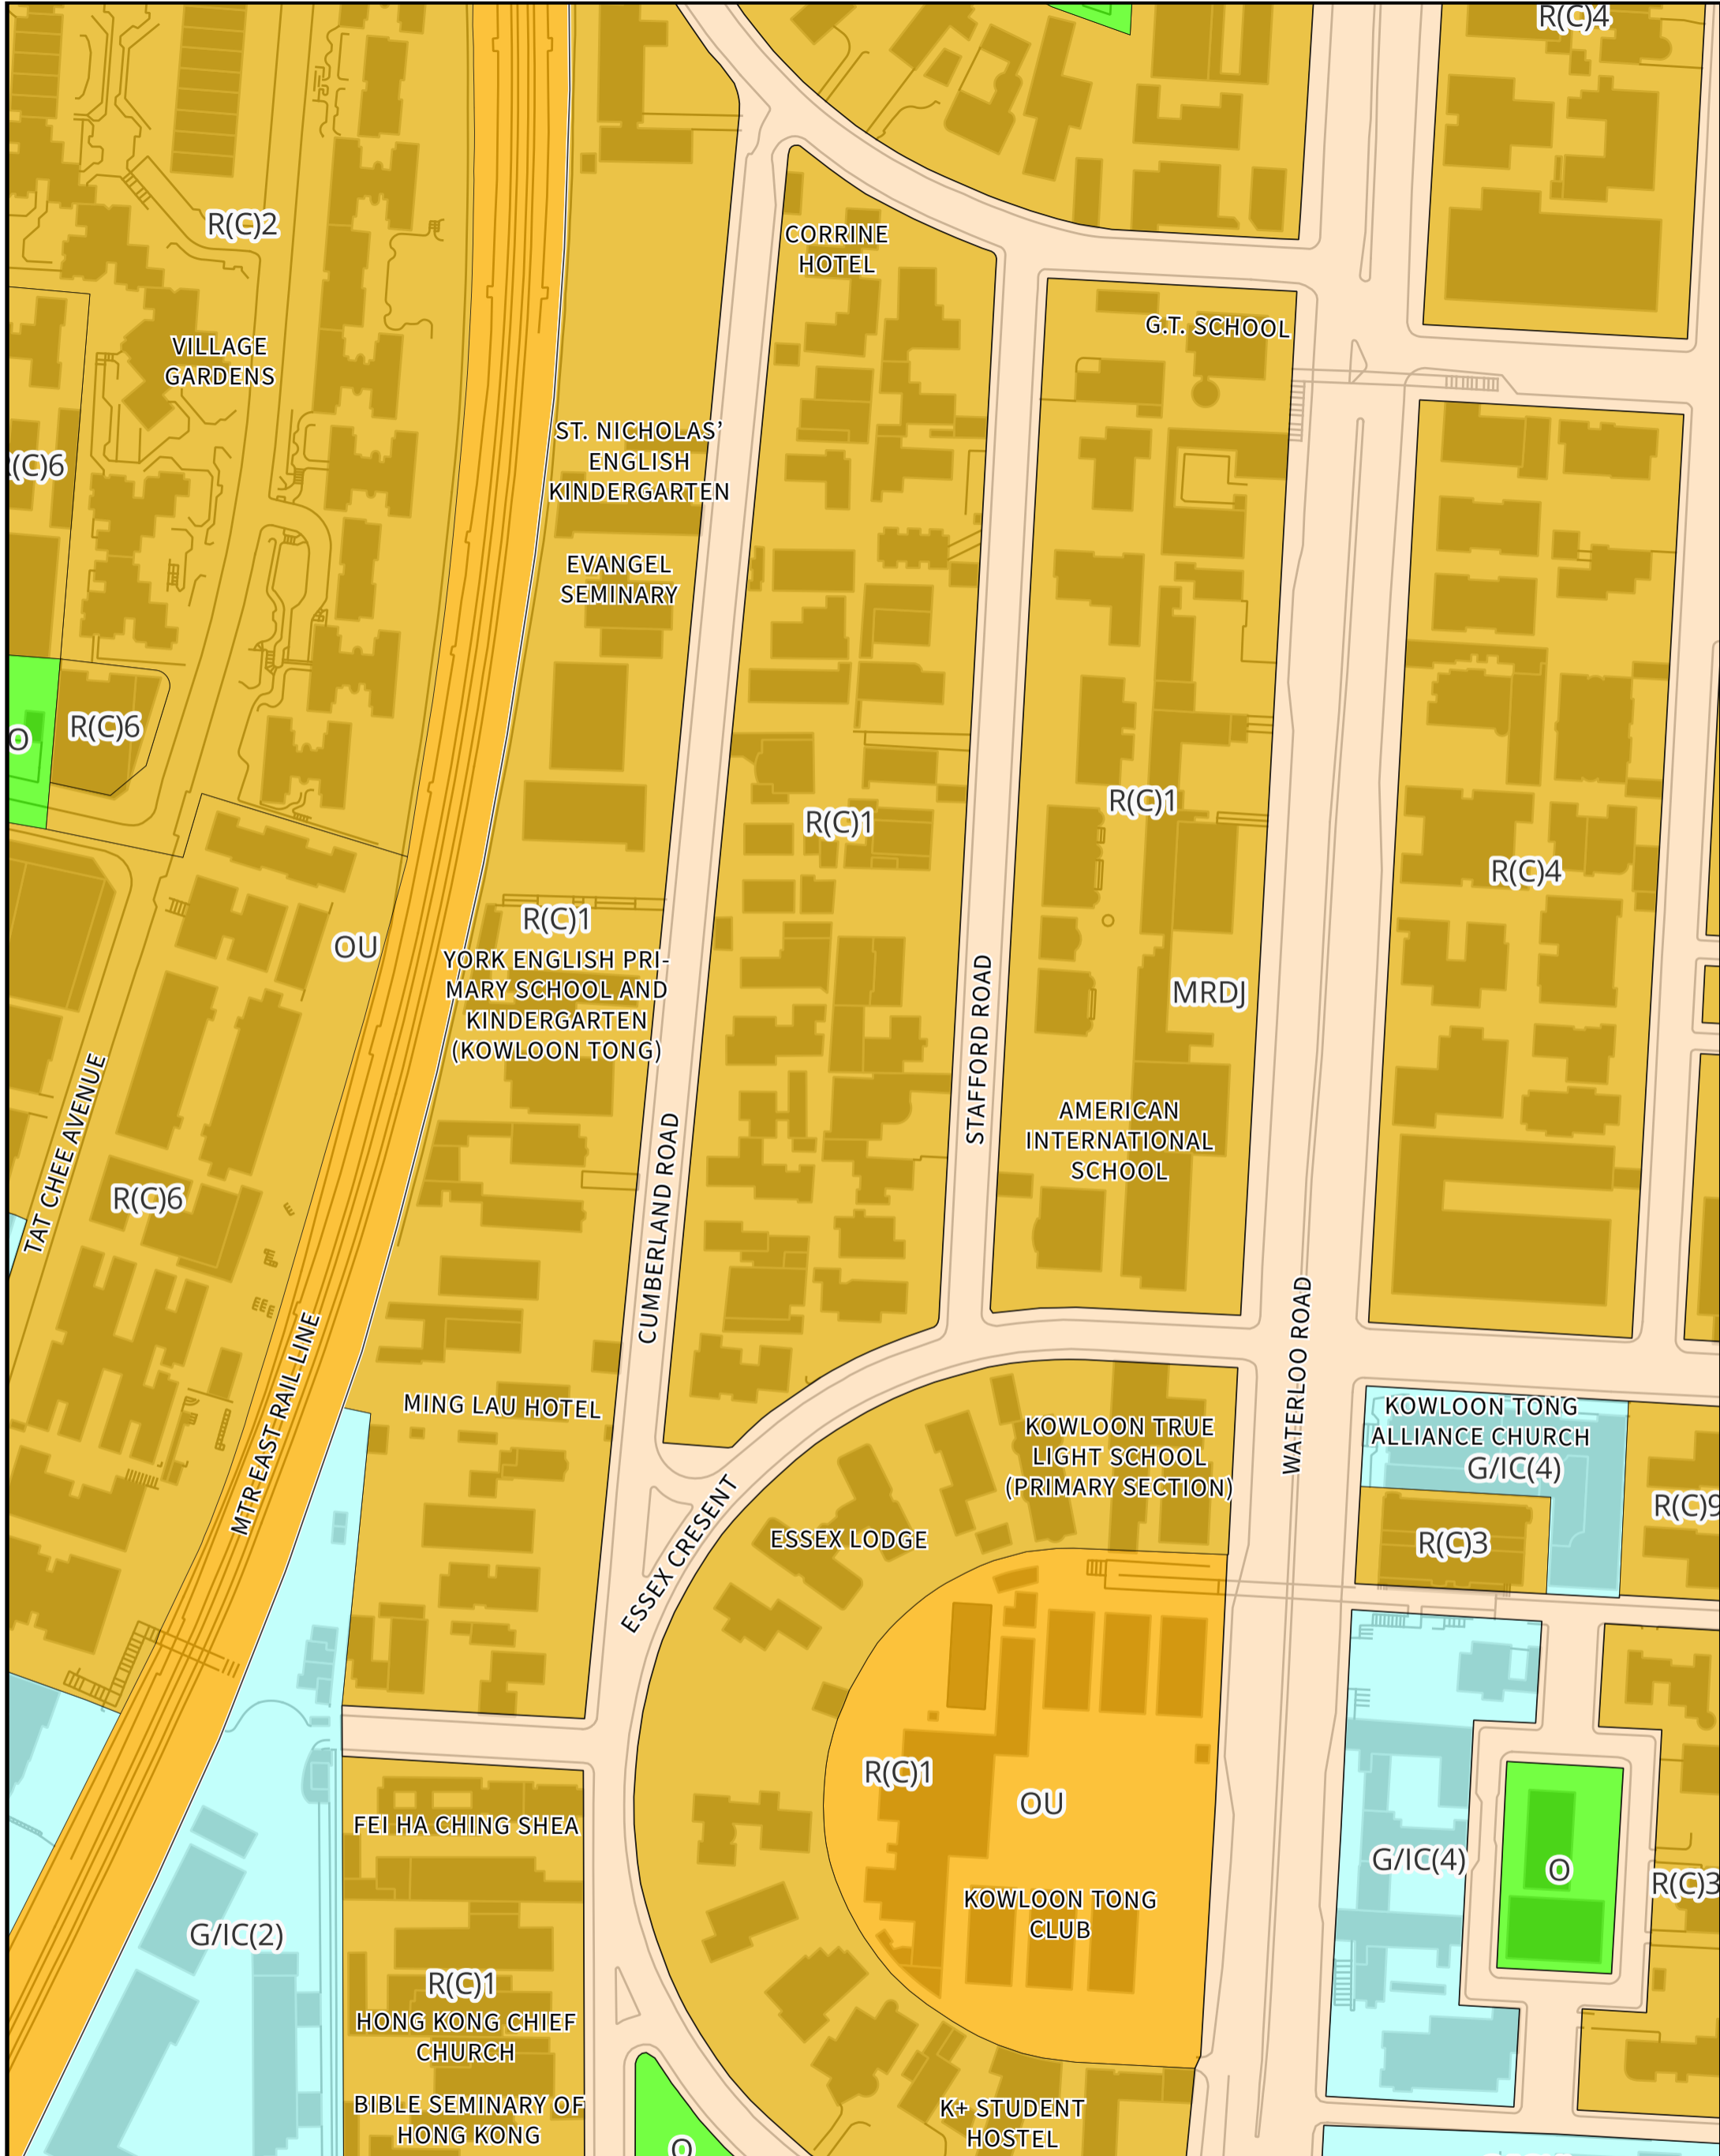 R(C)4
R(C)2
CORRINE
HOTEL
G.T. SCHOOL
VILLAGE
GARDENS
ST. NICHOLAS’
ENGLISH
KINDERGARTEN
R(C)6
EVANGEL
SEMINARY
R(C)6
O
R(C)1
R(C)1
R(C)4
R(C)1
OU
YORK ENGLISH PRI-
MARY SCHOOL AND
KINDERGARTEN
(KOWLOON TONG)
MRDJ
STAFFORD ROAD
TAT CHEE AVENUE
AMERICAN
INTERNATIONAL
SCHOOL
R(C)6
CUMBERLAND ROAD
WATERLOO ROAD
MTR EAST RAIL LINE
MING LAU HOTEL
KOWLOON TONG
ALLIANCE CHURCH
G/IC(4)
KOWLOON TRUE
LIGHT SCHOOL
(PRIMARY SECTION)
R(C)9
ESSEX LODGE
R(C)3
ESSEX CRESENT
R(C)1
OU
FEI HA CHING SHEA
G/IC(4)
O
R(C)3
KOWLOON TONG
CLUB
G/IC(2)
R(C)1
HONG KONG CHIEF
CHURCH
BIBLE SEMINARY OF
HONG KONG
K+ STUDENT
HOSTEL
O